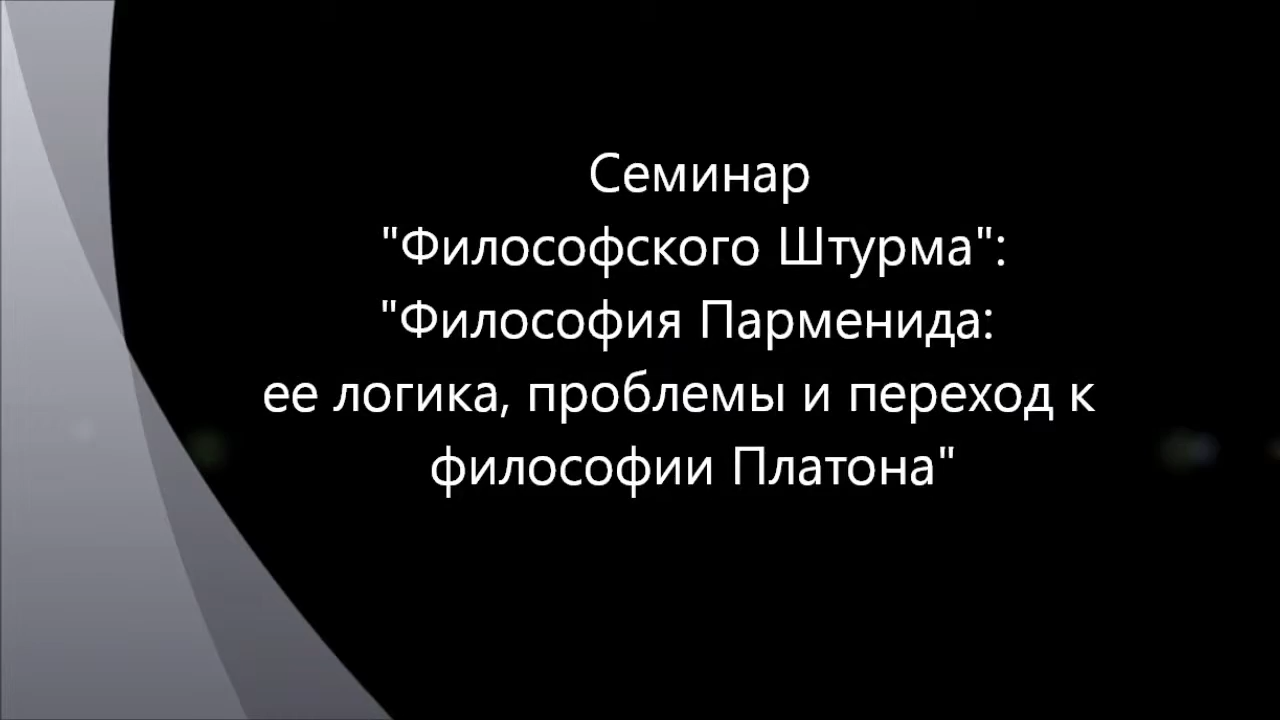 Семинар
"Философского Штурма":
"Философия Парменида:
ее логика, проблемы и переход к
философии Платона"